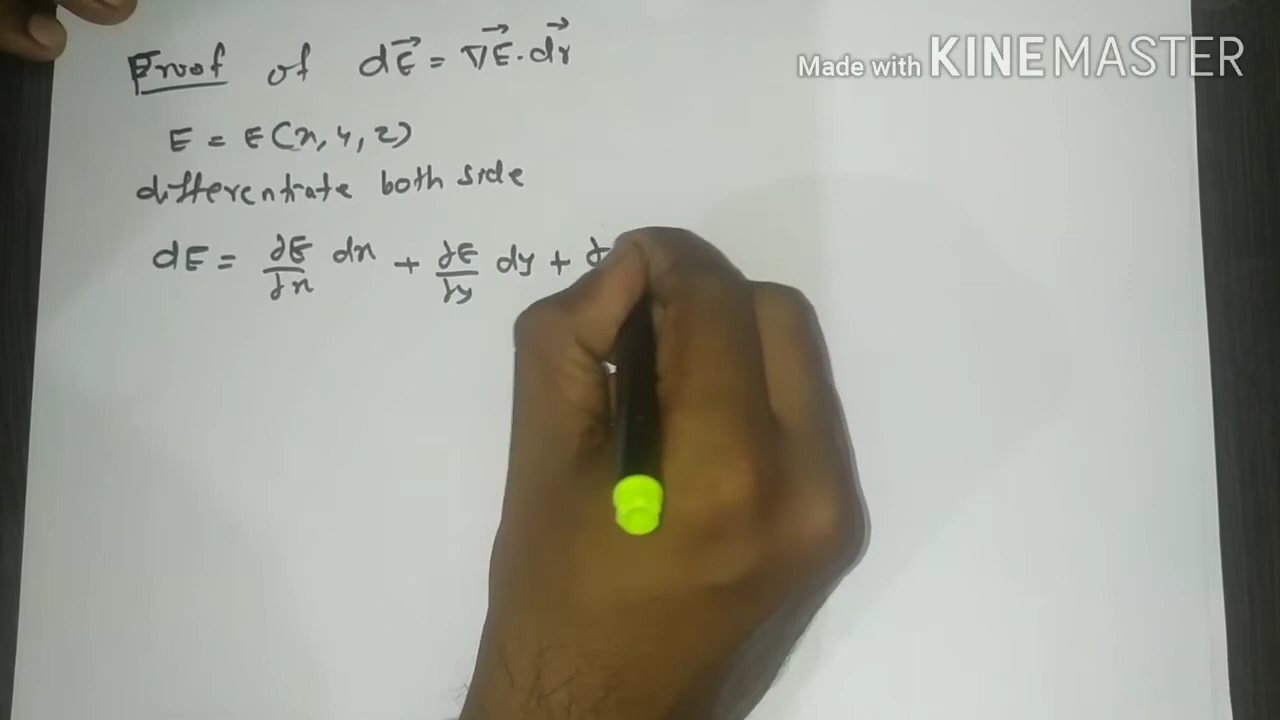 Proof of dE⃗ = ∇⃗E · dr⃗
Made with KINEMASTER
E = E(x, y, z)
differentiate both side
dE = ∂E/∂x dx + ∂E/∂y dy + ∂